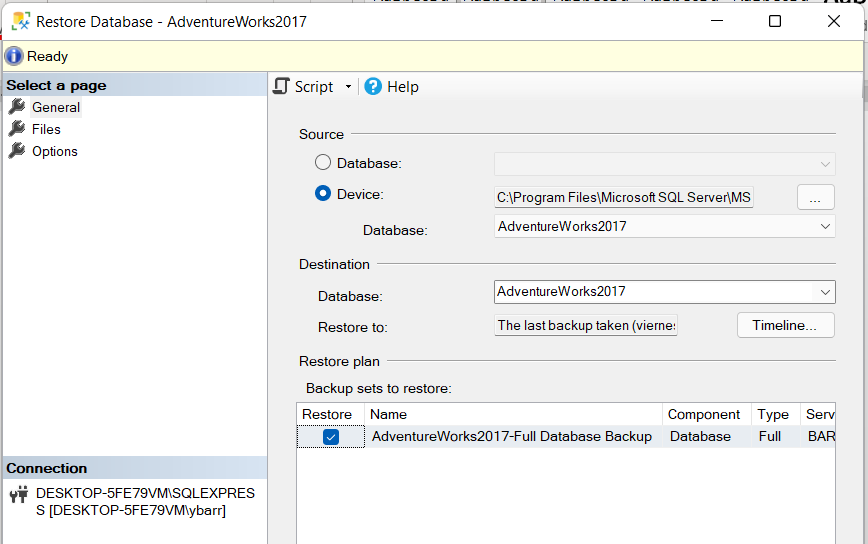 Restore Database - AdventureWorks2017
Ready
Select a page
General
Files
Options
Connection
DESKTOP-5FE79VM\SQLEXPRES
S [DESKTOP-5FE79VM\ybarr]
Script
Help
Source
Database:
Device:
C:\Program Files\Microsoft SQL Server\MS
...
Database:
AdventureWorks2017
Destination
Database:
AdventureWorks2017
Restore to:
The last backup taken (vierne
Timeline...
Restore plan
Backup sets to restore:
Restore Name Component Type Serv
AdventureWorks2017-Full Database Backup Database Full BAR